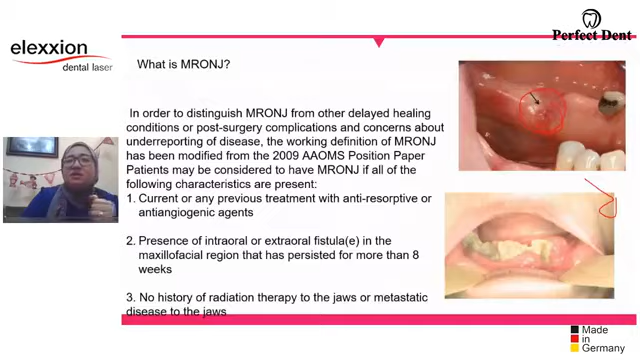 elexxion
dental laser
Perfect Dent
What is MRONJ?
In order to distinguish MRONJ from other delayed healing
conditions or post-surgery complications and concerns about
underreporting of disease, the working definition of MRONJ
has been modified from the 2009 AAOMS Position Paper
Patients may be considered to have MRONJ if all of the
following characteristics are present:
1. Current or any previous treatment with anti-resorptive or
antiangiogenic agents
2. Presence of intraoral or extraoral fistula(e) in the
maxillofacial region that has persisted for more than 8
weeks
3. No history of radiation therapy to the jaws or metastatic
disease to the jaws
Made
in
Germany